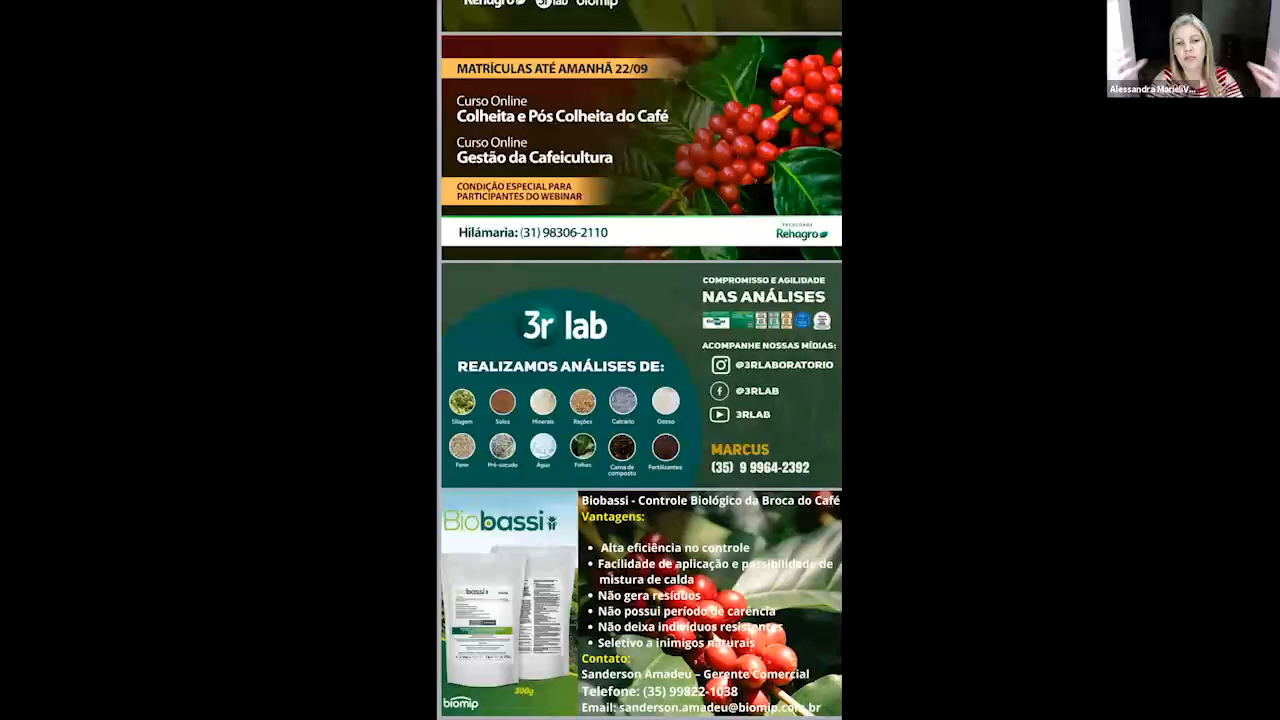 Rehagro 3r lab biomip
MATRÍCULAS ATÉ AMANHÃ 22/09
Curso Online
Colheita e Pós Colheita do Café
Curso Online
Gestão da Cafeicultura
CONDIÇÃO ESPECIAL PARA
PARTICIPANTES DO WEBINAR
Hilámaria: (31) 98306-2110
FACULDADE
Rehagro
3r lab
REALIZAMOS ANÁLISES DE:
Silagem Solos Minerais Rações Calcário Gesso
Feno Pré-secado Água Folhas Cama de composto Fertilizantes
COMPROMISSO E AGILIDADE
NAS ANÁLISES
ACOMPANHE NOSSAS MÍDIAS:
@3RLABORATORIO
@3RLAB
3RLAB
MARCUS
(35) 9 9964-2392
Biobassi
biobassi
300g
biomip
Biobassi - Controle Biológico da Broca do Café
Vantagens:
• Alta eficiência no controle
• Facilidade de aplicação e possibilidade de
mistura de calda
• Não gera resíduos
• Não possui período de carência
• Não deixa indivíduos resistentes
• Seletivo a inimigos naturais
Contato:
Sanderson Amadeu – Gerente Comercial
Telefone: (35) 99822-1038
Email: sanderson.amadeu@biomip.com.br
Alessandra Marieli V...